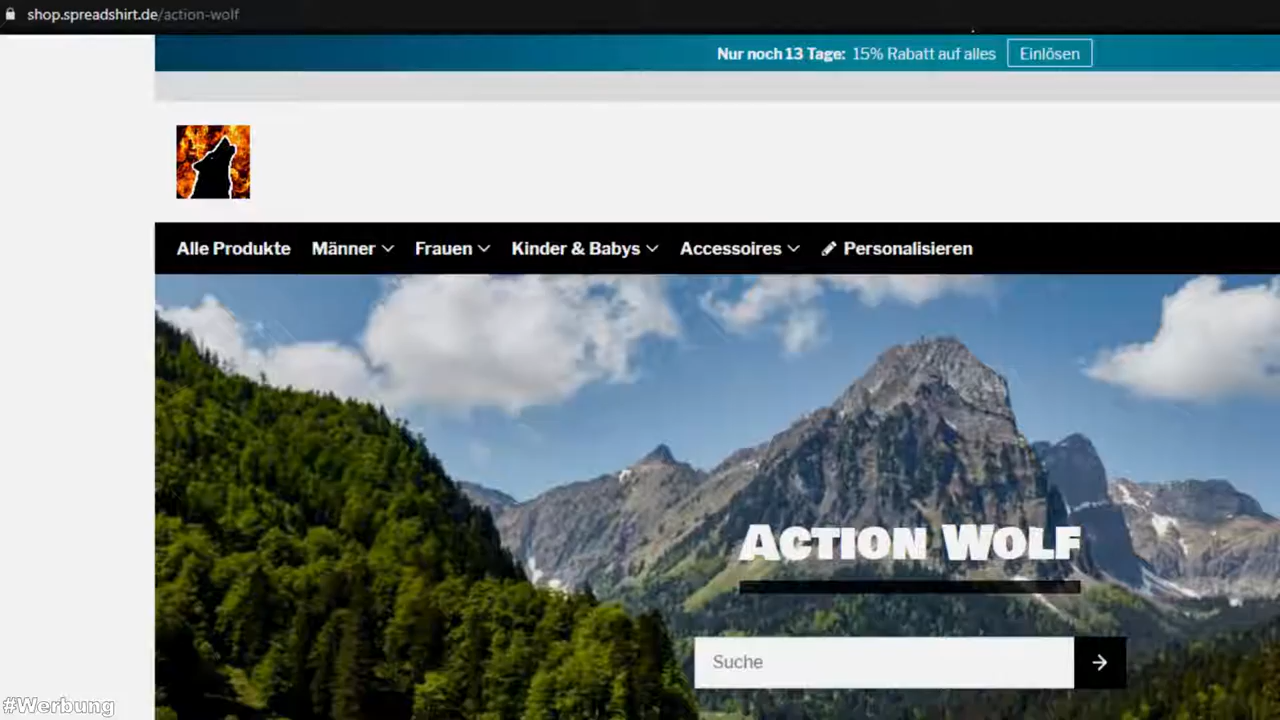 shop.spreadshirt.de/action-wolf
Nur noch 13 Tage: 15% Rabatt auf alles Einlösen
Alle Produkte Männer Frauen Kinder & Babys Accessoires Personalisieren
Action Wolf
Suche
#Werbung